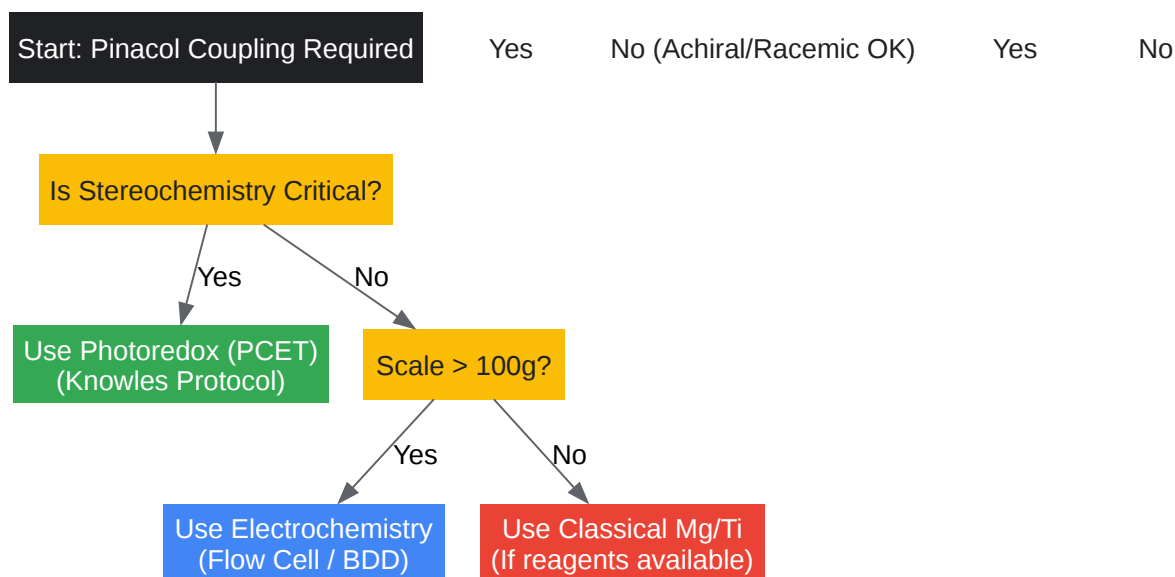 Start: Pinacol Coupling Required
Yes
No (Achiral/Racemic OK)
Yes
No
Is Stereochemistry Critical?
Yes
No
Use Photoredox (PCET)
(Knowles Protocol)
Scale > 100g?
Yes
No
Use Electrochemistry
(Flow Cell / BDD)
Use Classical Mg/Ti
(If reagents available)